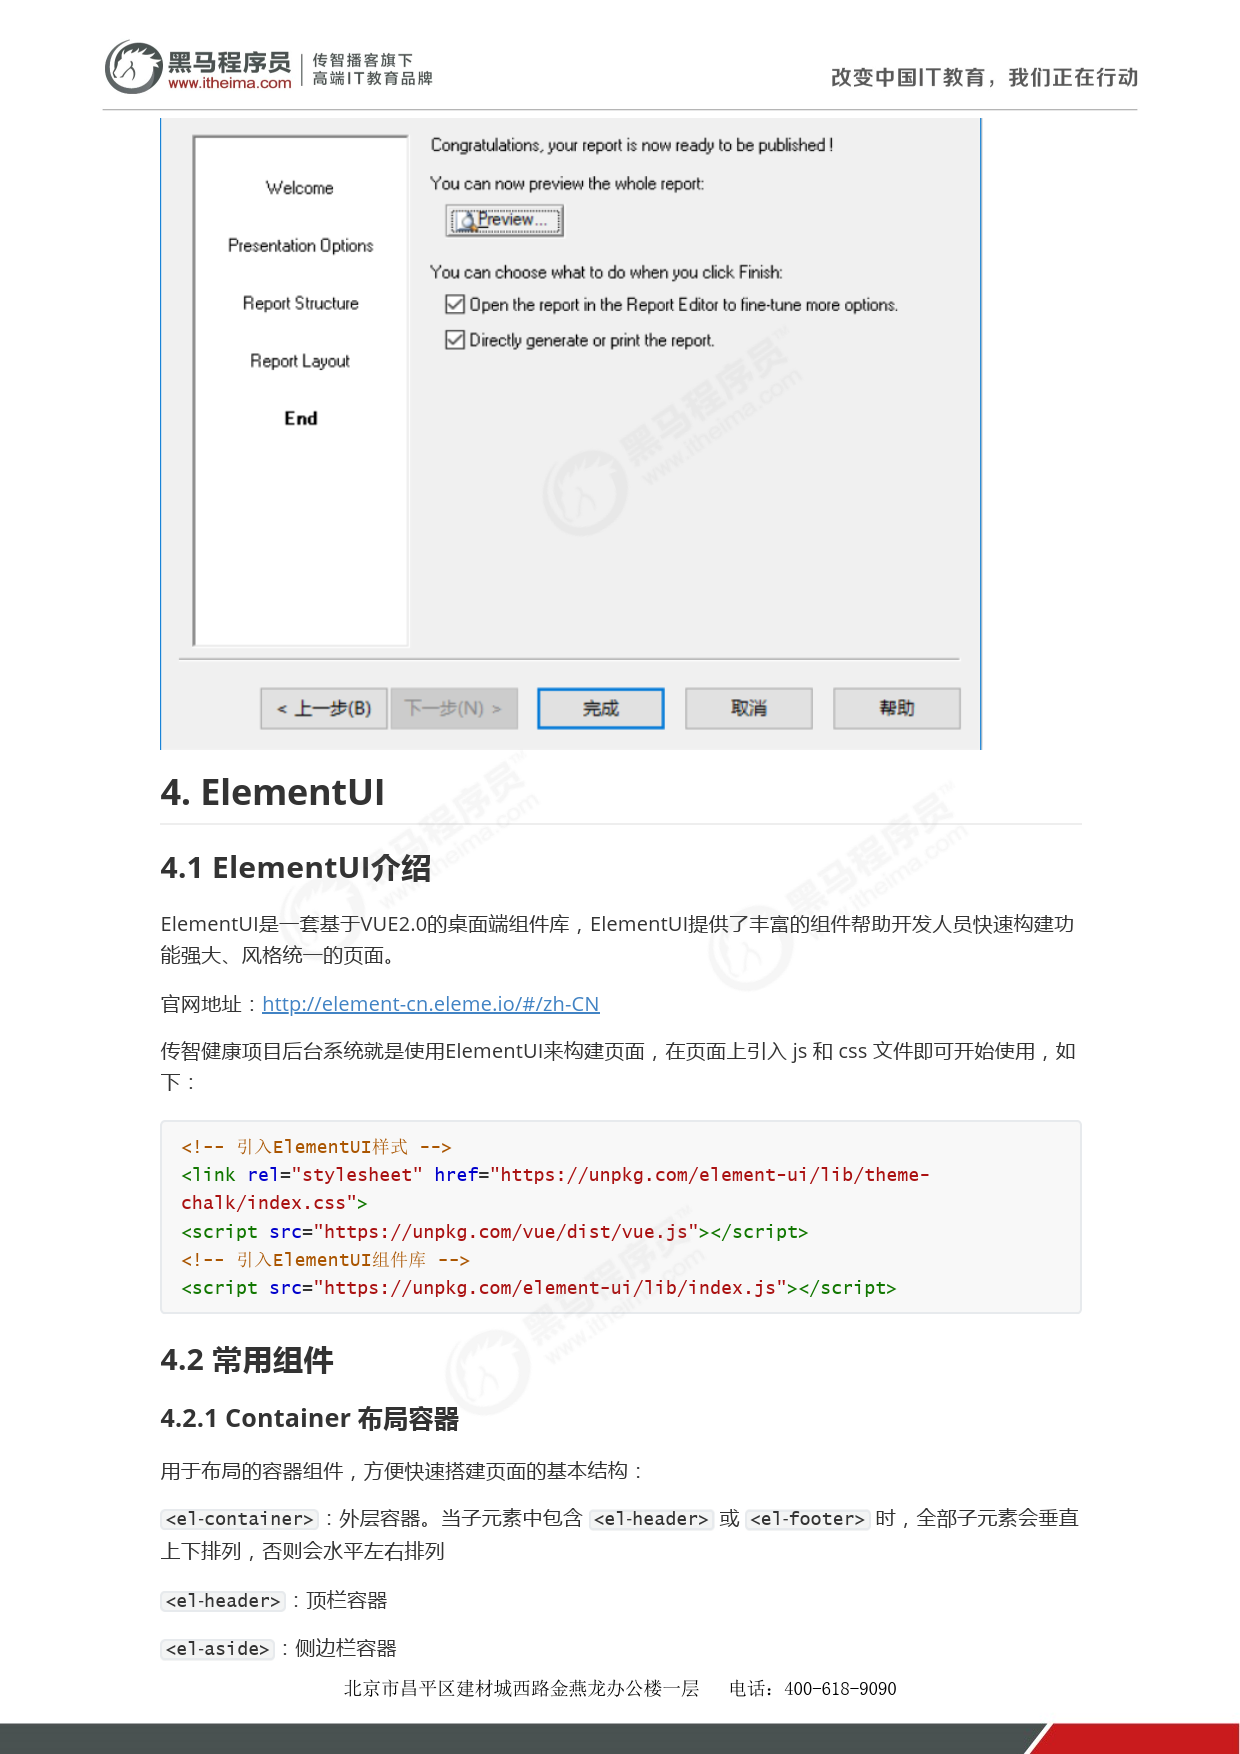 黑马程序员
www.itheima.com
传智播客旗下
高端IT教育品牌
改变中国IT教育，我们正在行动
Congratulations, your report is now ready to be published !
You can now preview the whole report:
Preview...
You can choose what to do when you click Finish:
Open the report in the Report Editor to fine-tune more options.
Directly generate or print the report.
Welcome
Presentation Options
Report Structure
Report Layout
End
< 上一步(B)
下一步(N) >
完成
取消
帮助
4. ElementUI
4.1 ElementUI介绍
ElementUI是一套基于VUE2.0的桌面端组件库，ElementUI提供了丰富的组件帮助开发人员快速构建功
能强大、风格统一的页面。
官网地址：http://element-cn.eleme.io/#/zh-CN
传智健康项目后台系统就是使用ElementUI来构建页面，在页面上引入 js 和 css 文件即可开始使用，如
下：
<!-- 引入ElementUI样式 -->
<link rel="stylesheet" href="https://unpkg.com/element-ui/lib/theme-
chalk/index.css">
<script src="https://unpkg.com/vue/dist/vue.js"></script>
<!-- 引入ElementUI组件库 -->
<script src="https://unpkg.com/element-ui/lib/index.js"></script>
4.2 常用组件
4.2.1 Container 布局容器
用于布局的容器组件，方便快速搭建页面的基本结构：
<el-container>：外层容器。当子元素中包含 <el-header> 或 <el-footer> 时，全部子元素会垂直
上下排列，否则会水平左右排列
<el-header>：顶栏容器
<el-aside>：侧边栏容器
北京市昌平区建材城西路金燕龙办公楼一层 电话：400-618-9090